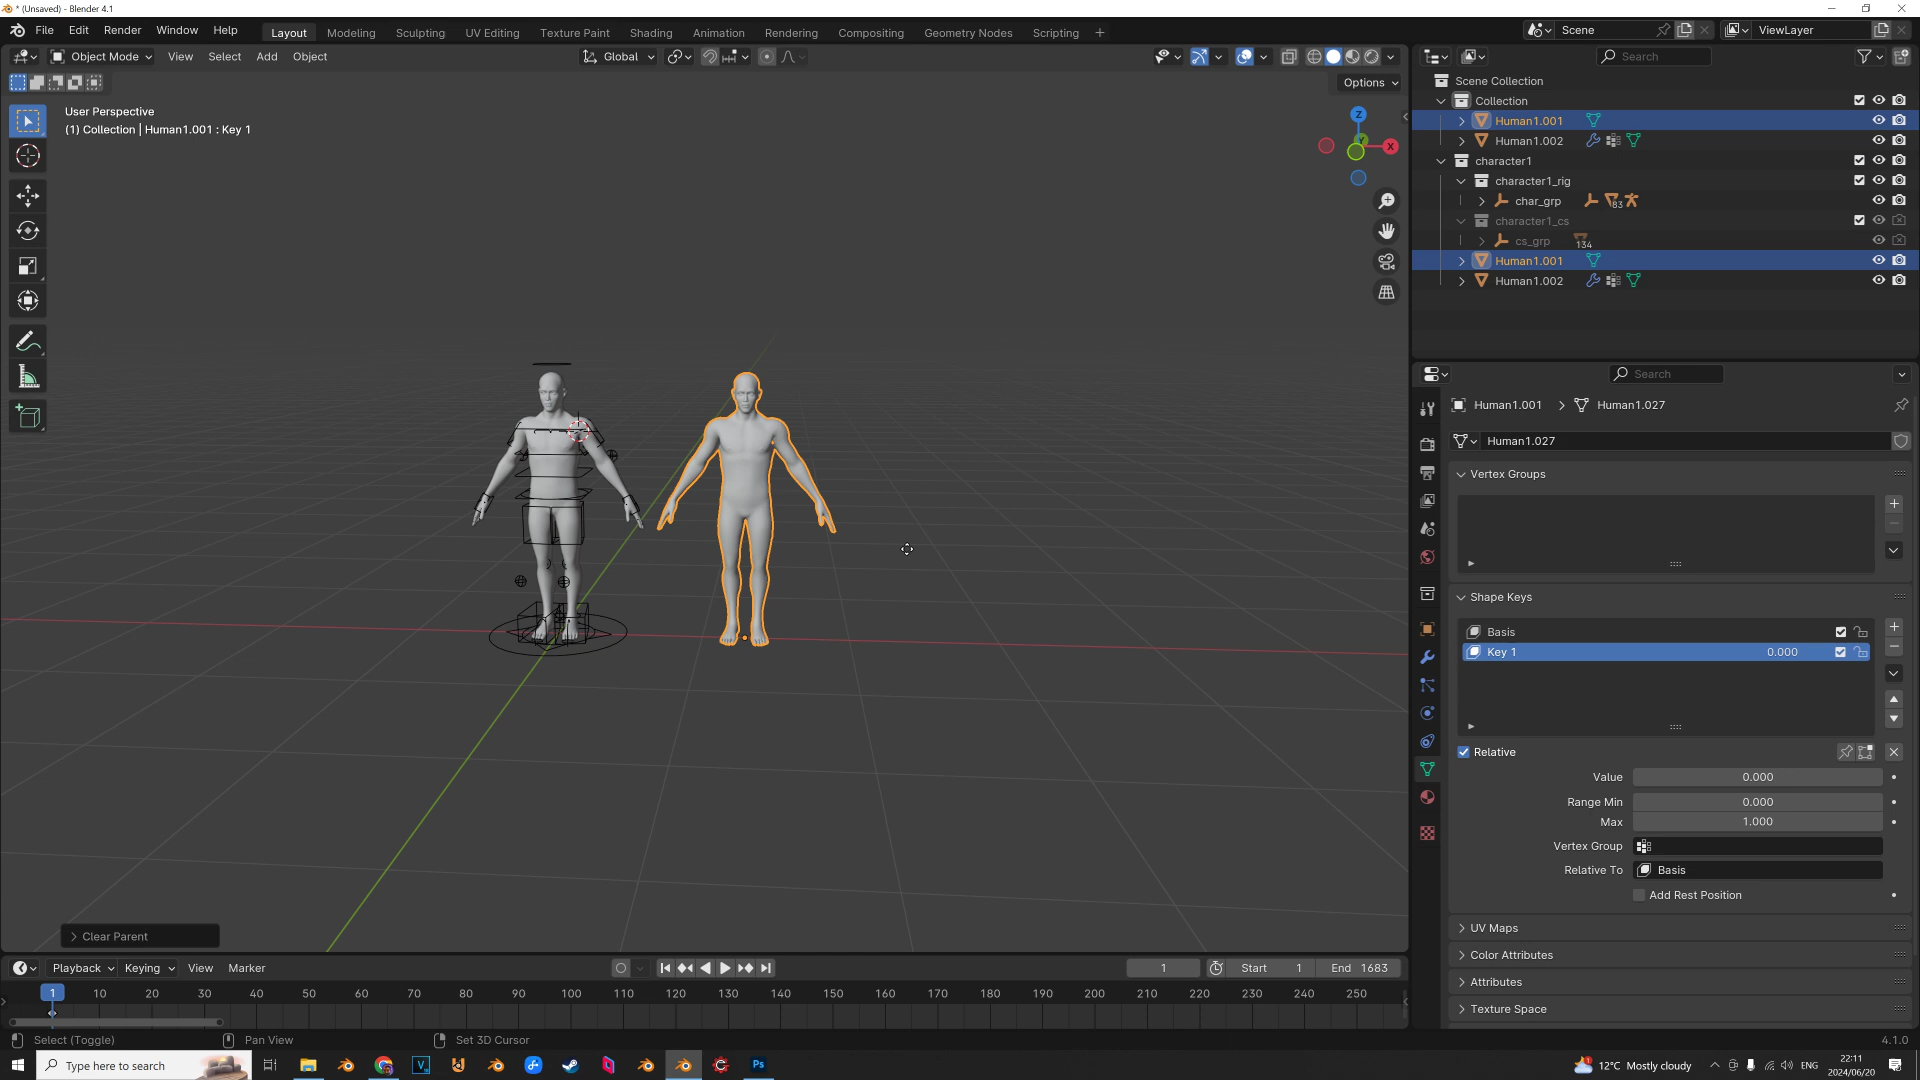 * (Unsaved) - Blender 4.1
File Edit Render Window Help
Layout Modeling Sculpting UV Editing Texture Paint Shading Animation Rendering Compositing Geometry Nodes Scripting +
Scene
ViewLayer
Object Mode View Select Add Object
Global
Search
Options
User Perspective
(1) Collection | Human1.001 : Key 1
Z
Y
X
Scene Collection
Collection
Human1.001
Human1.002
character1
character1_rig
char_grp
83
character1_cs
cs_grp
134
Human1.001
Human1.002
Search
Human1.001 > Human1.027
Human1.027
Vertex Groups
Shape Keys
Basis
Key 1 0.000
Relative
Value 0.000
Range Min 0.000
Max 1.000
Vertex Group
Relative To Basis
Add Rest Position
UV Maps
Color Attributes
Attributes
Texture Space
Clear Parent
Playback Keying View Marker
1
Start 1
End 1683
1 10 20 30 40 50 60 70 80 90 100 110 120 130 140 150 160 170 180 190 200 210 220 230 240 250
Select (Toggle)
Pan View
Set 3D Cursor
4.1.0
Type here to search
Ps
12°C Mostly cloudy
ENG
22:11
2024/06/20